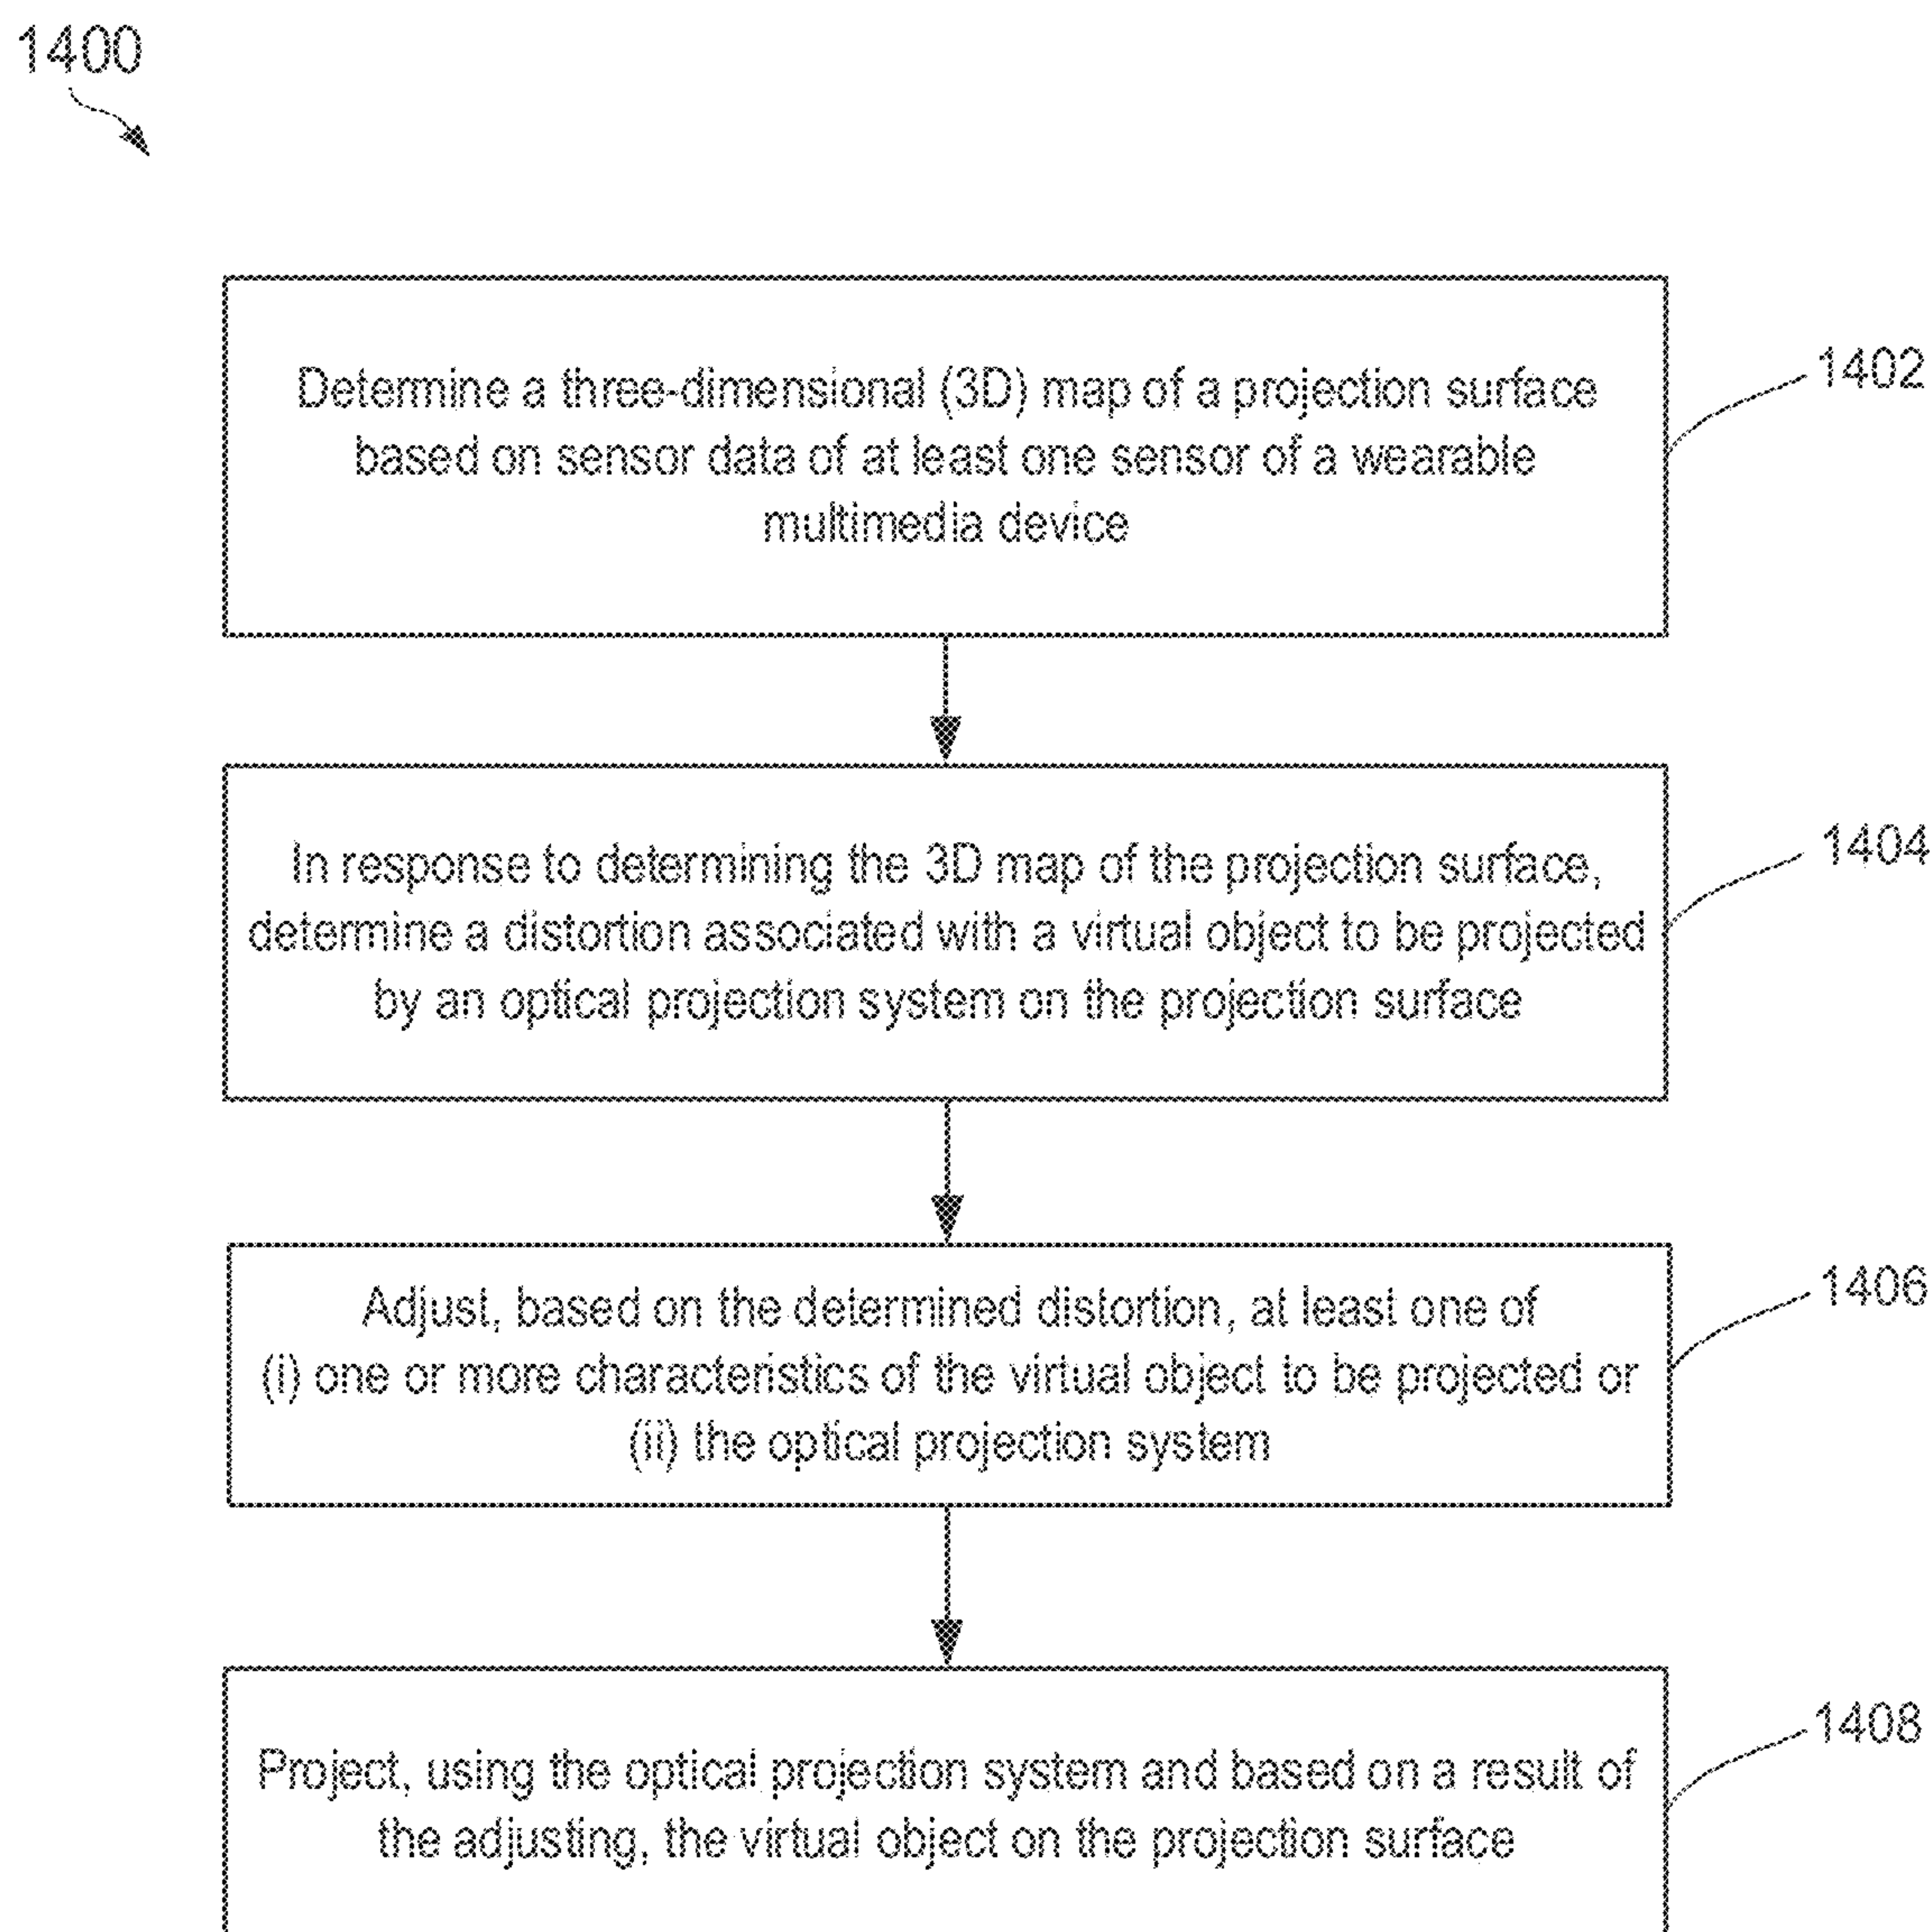 1400
Determine a three-dimensional (3D) map of a projection surface
based on sensor data of at least one sensor of a wearable
multimedia device
1402
In response to determining the 3D map of the projection surface,
determine a distortion associated with a virtual object to be projected
by an optical projection system on the projection surface
1404
Adjust, based on the determined distortion, at least one of
(i) one or more characteristics of the virtual object to be projected or
(ii) the optical projection system
1406
Project, using the optical projection system and based on a result of
the adjusting, the virtual object on the projection surface
1408